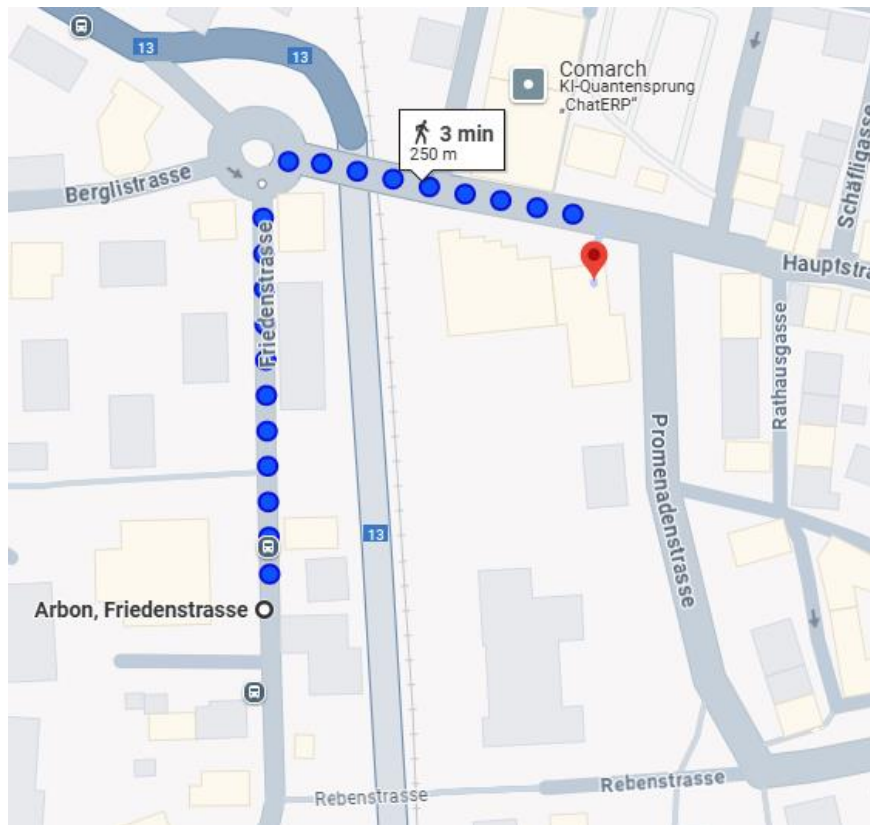 13
13
Comarch
KI-Quantensprung
„ChatERP"
3 min
250 m
Berglistrasse
Schäfligasse
Friedenstrasse
Hauptstra
Rathausgasse
Promenadenstrasse
13
Arbon, Friedenstrasse
Rebenstrasse
Rebenstrasse